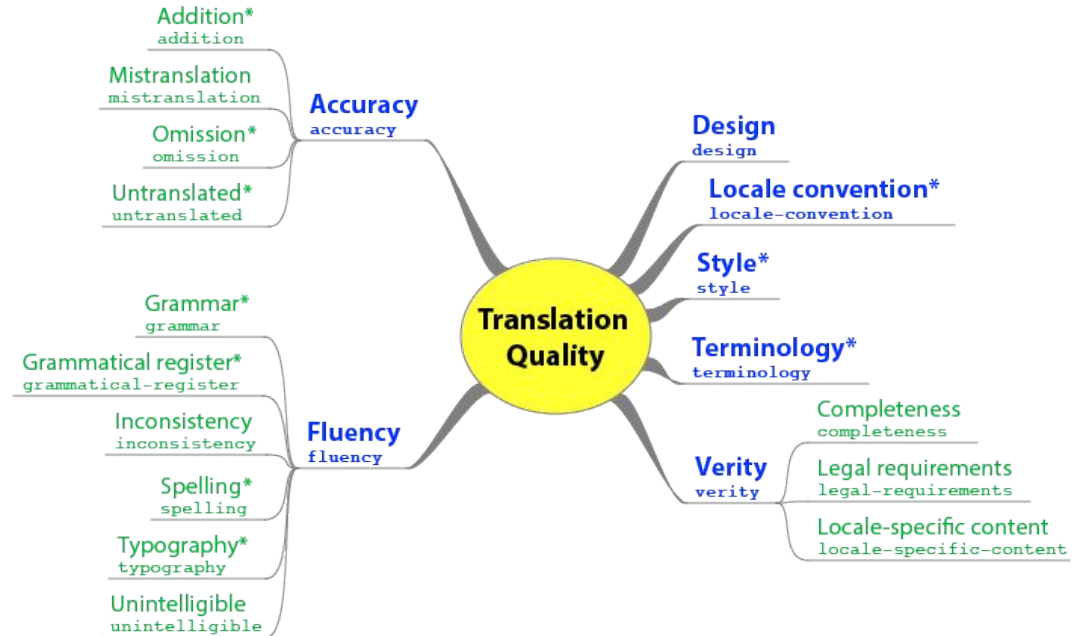 Addition*
addition
Mistranslation
mistranslation
Omission*
omission
Untranslated*
untranslated
Accuracy
accuracy
Grammar*
grammar
Grammatical register*
grammatical-register
Inconsistency
inconsistency
Spelling*
spelling
Typography*
typography
Unintelligible
unintelligible
Fluency
fluency
Translation
Quality
Design
design
Locale convention*
locale-convention
Style*
style
Terminology*
terminology
Verity
verity
Completeness
completeness
Legal requirements
legal-requirements
Locale-specific content
locale-specific-content